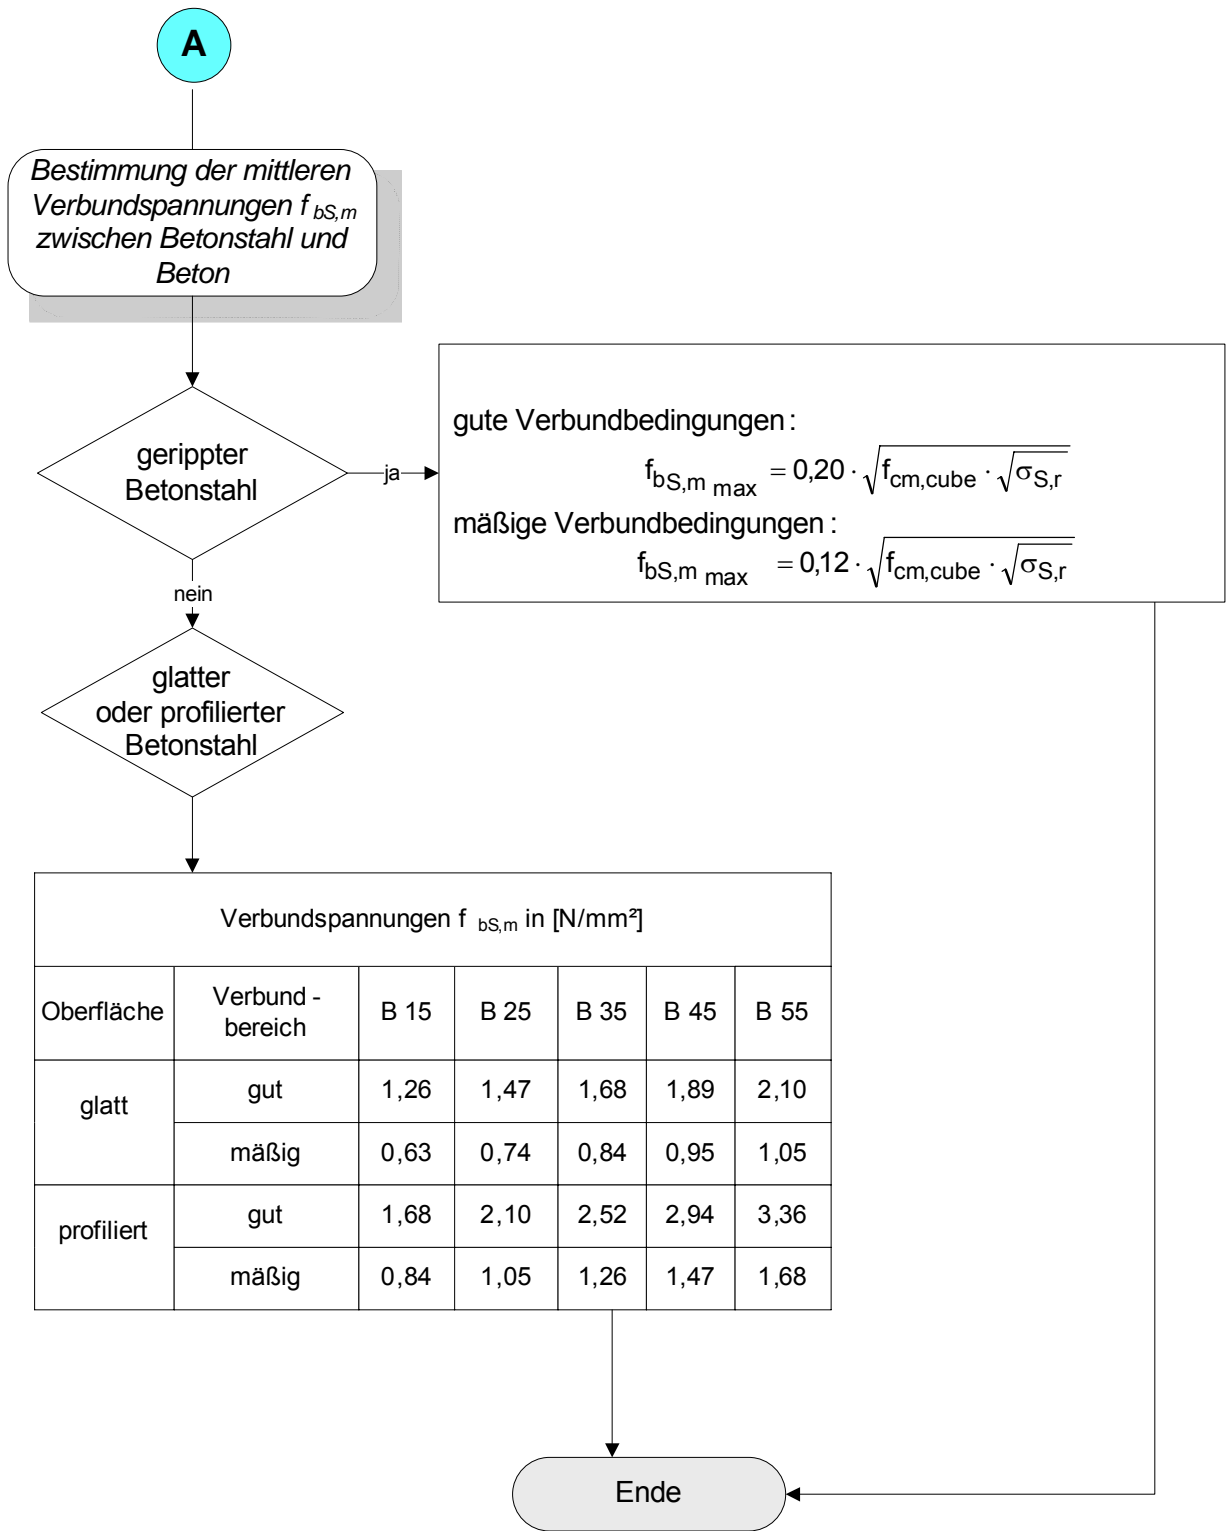 A
Bestimmung der mittleren
Verbundspannungen f bS,m
zwischen Betonstahl und
Beton
gerippter
Betonstahl
ja
gute Verbundbedingungen :
f bS,m max = 0,20 · √(f cm,cube · √(σ S,r))
mäßige Verbundbedingungen :
f bS,m max = 0,12 · √(f cm,cube · √(σ S,r))
nein
glatter
oder profilierter
Betonstahl
Verbundspannungen f bS,m in [N/mm²]
Oberfläche Verbund - bereich B 15 B 25 B 35 B 45 B 55
glatt gut 1,26 1,47 1,68 1,89 2,10
mäßig 0,63 0,74 0,84 0,95 1,05
profiliert gut 1,68 2,10 2,52 2,94 3,36
mäßig 0,84 1,05 1,26 1,47 1,68
Ende